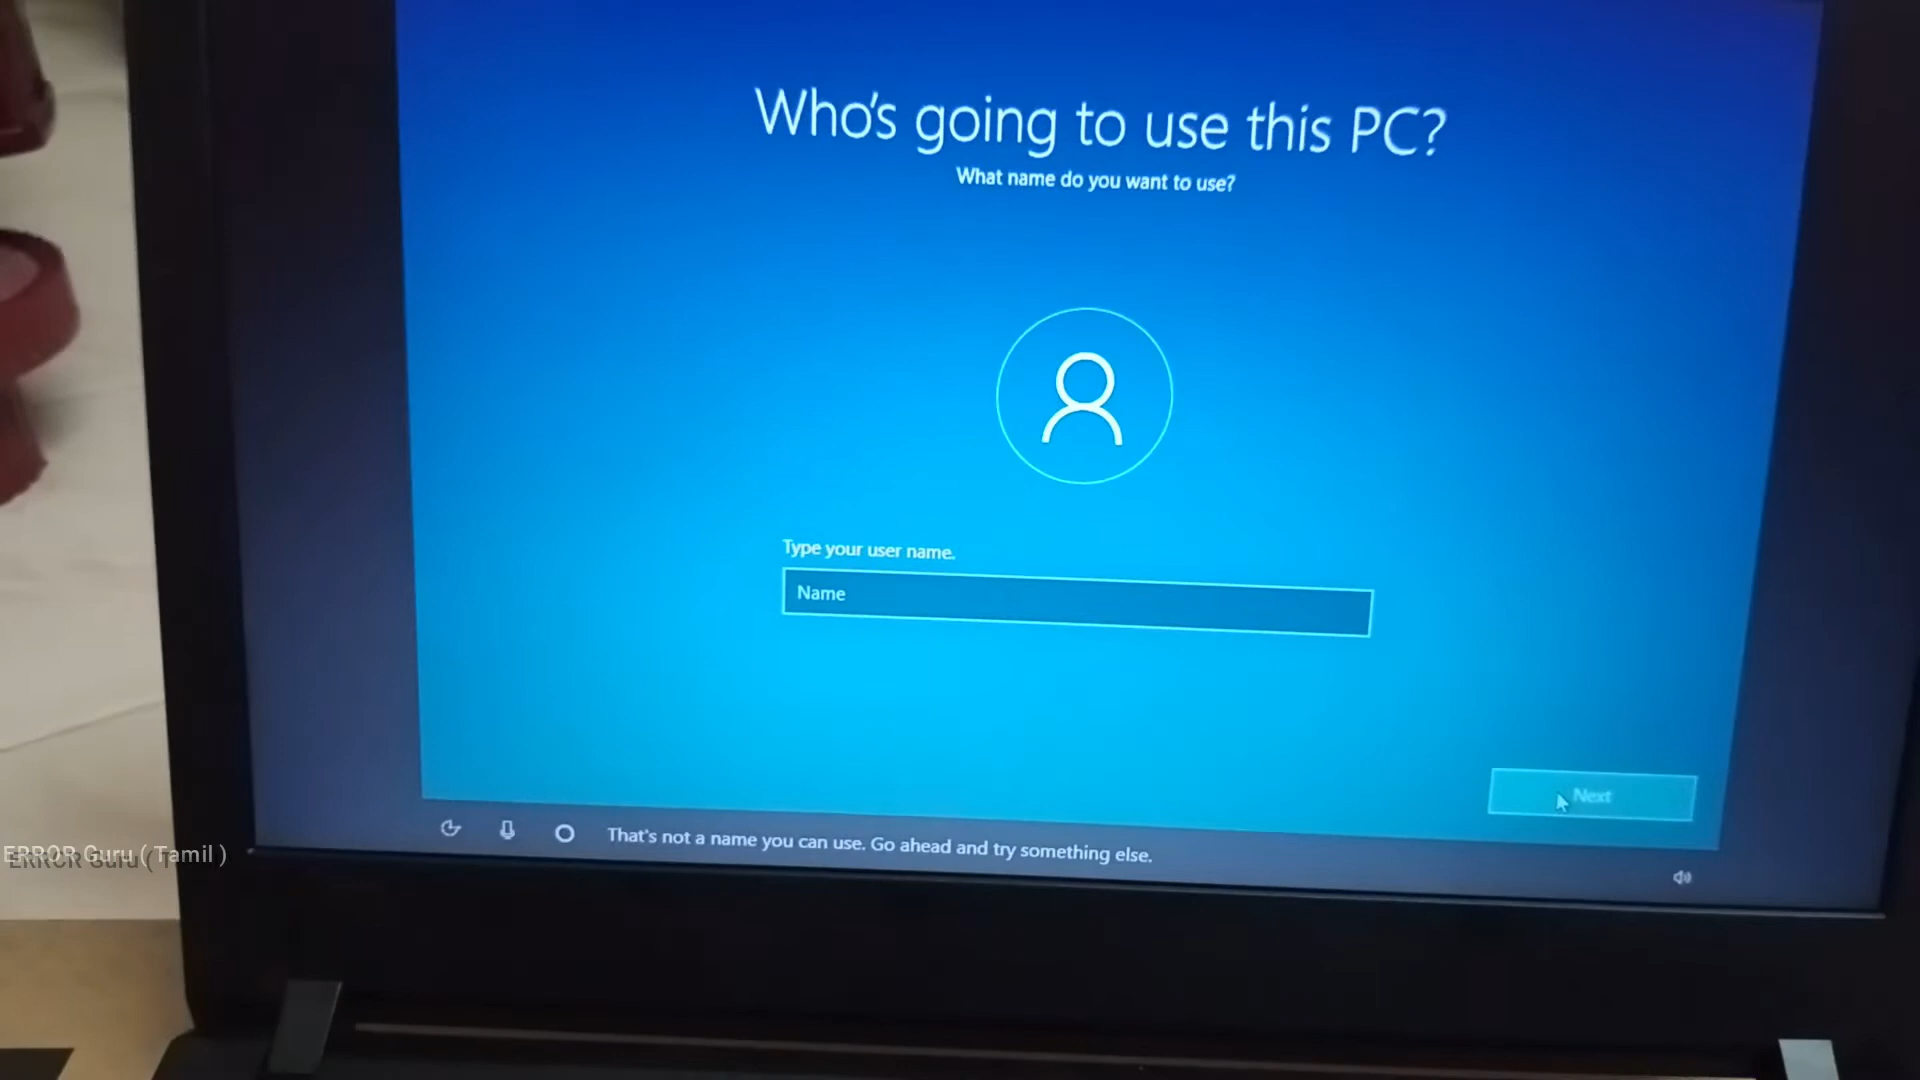 Who's going to use this PC?
What name do you want to use?
Type your user name.
Name
Next
That's not a name you can use. Go ahead and try something else.
ERROR Guru ( Tamil )